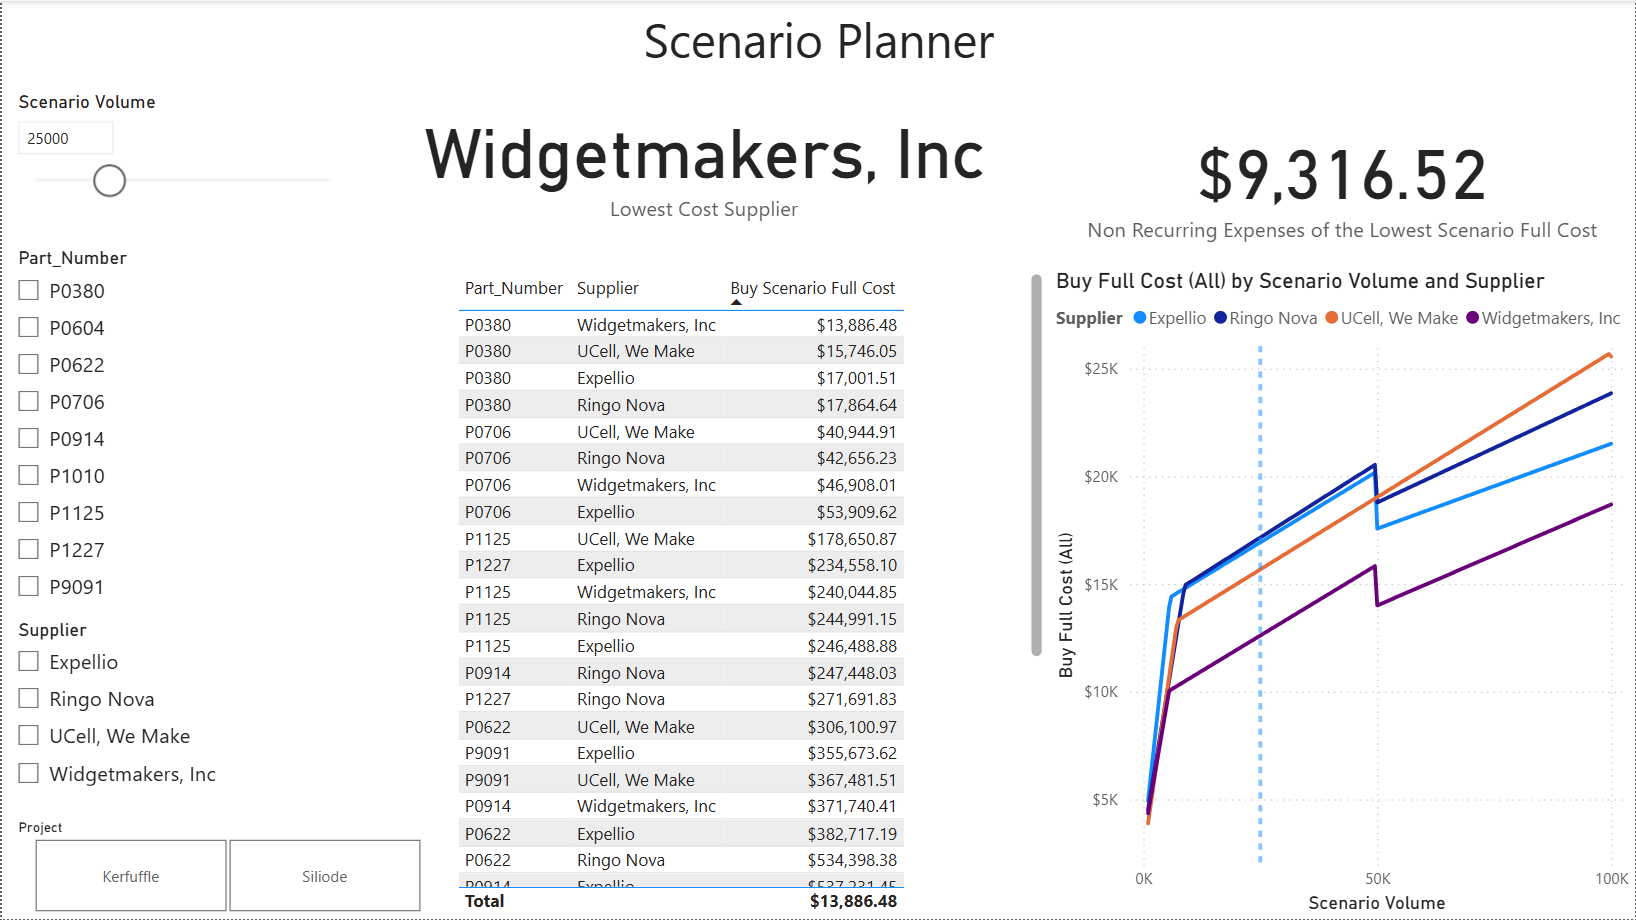 Scenario Planner
Scenario Volume
25000
Widgetmakers, Inc
Lowest Cost Supplier
$9,316.52
Non Recurring Expenses of the Lowest Scenario Full Cost
Part_Number
P0380
P0604
P0622
P0706
P0914
P1010
P1125
P1227
P9091
Supplier
Expellio
Ringo Nova
UCell, We Make
Widgetmakers, Inc
Project
Kerfuffle Siliode
Part_Number Supplier Buy Scenario Full Cost
P0380 Widgetmakers, Inc $13,886.48
P0380 UCell, We Make $15,746.05
P0380 Expellio $17,001.51
P0380 Ringo Nova $17,864.64
P0706 UCell, We Make $40,944.91
P0706 Ringo Nova $42,656.23
P0706 Widgetmakers, Inc $46,908.01
P0706 Expellio $53,909.62
P1125 UCell, We Make $178,650.87
P1227 Expellio $234,558.10
P1125 Widgetmakers, Inc $240,044.85
P1125 Ringo Nova $244,991.15
P1125 Expellio $246,488.88
P0914 Ringo Nova $247,448.03
P1227 Ringo Nova $271,691.83
P0622 UCell, We Make $306,100.97
P9091 Expellio $355,673.62
P9091 UCell, We Make $367,481.51
P0914 Widgetmakers, Inc $371,740.41
P0622 Expellio $382,717.19
P0622 Ringo Nova $534,398.38
P0914 Expellio $537,231.45
Total $13,886.48
Buy Full Cost (All) by Scenario Volume and Supplier
Supplier Expellio Ringo Nova UCell, We Make Widgetmakers, Inc
Buy Full Cost (All)
$25K
$20K
$15K
$10K
$5K
0K 50K 100K
Scenario Volume